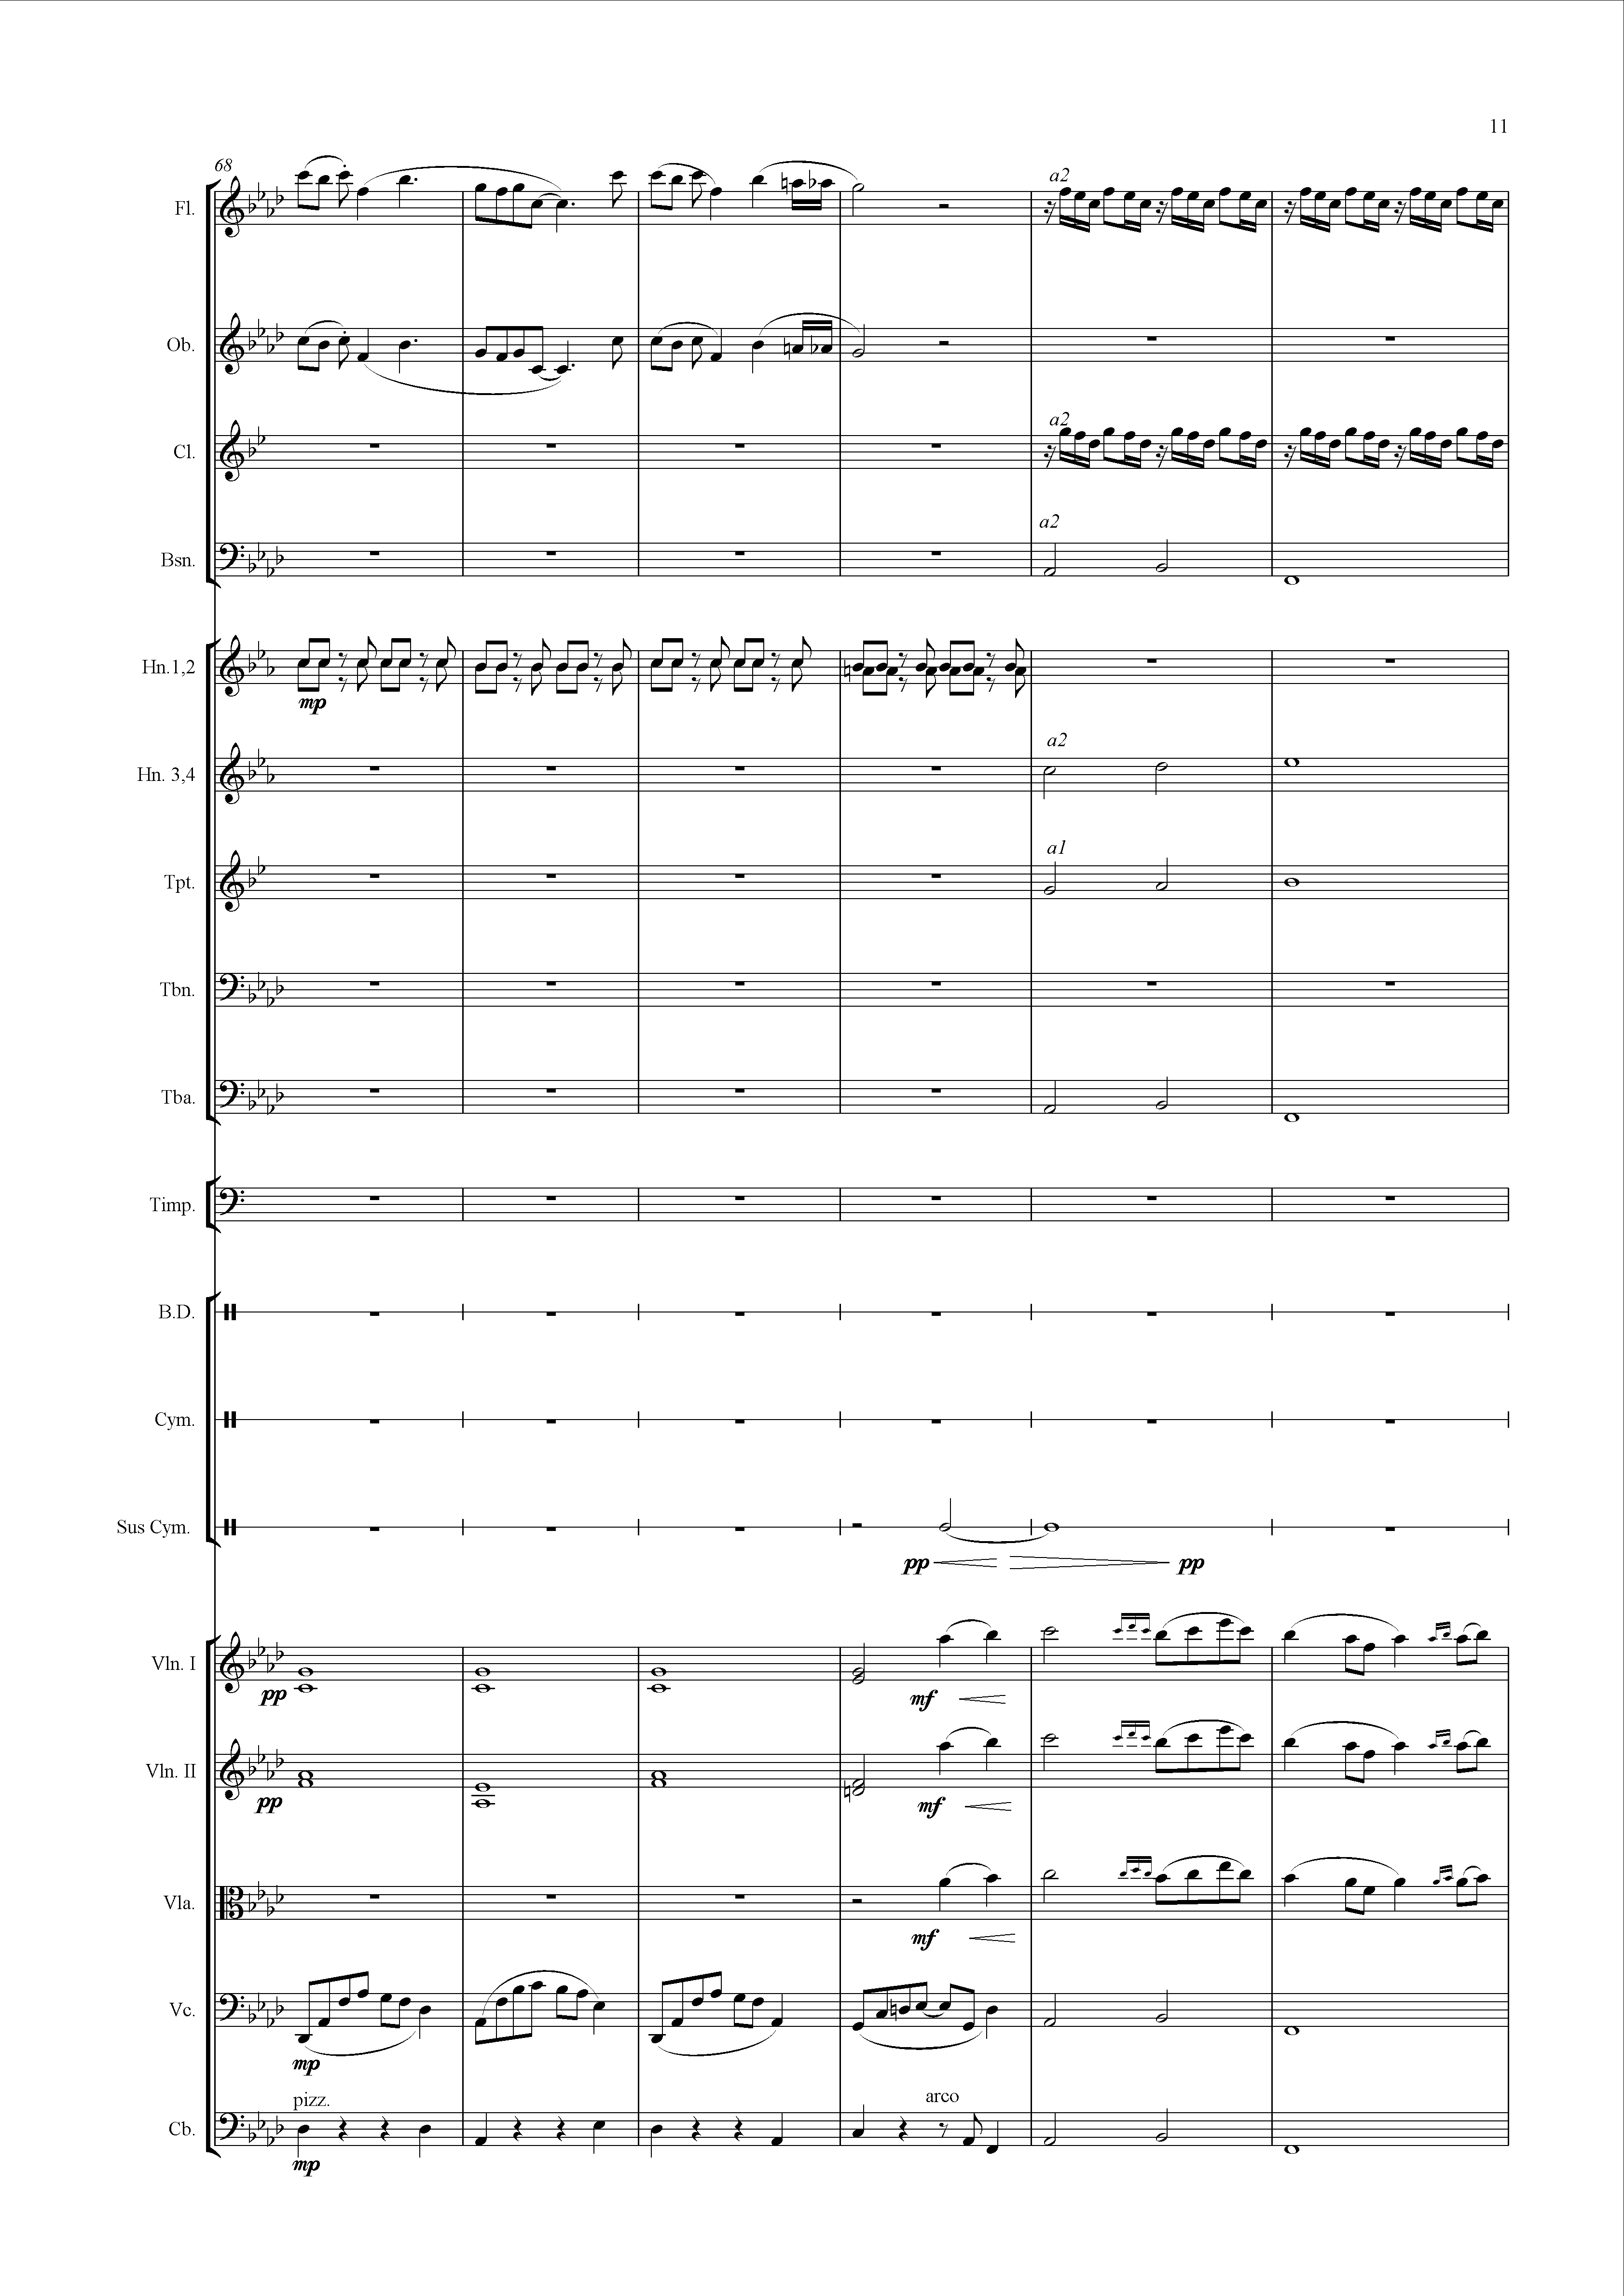 11
68
Fl.
a2
Ob.
Cl.
a2
Bsn.
a2
Hn.1,2
mp
Hn. 3,4
a2
Tpt.
a1
Tbn.
Tba.
Timp.
B.D.
Cym.
Sus Cym.
pp pp
Vln. I
pp mf
Vln. II
pp mf
Vla.
mf
Vc.
mp
pizz. arco
Cb.
mp